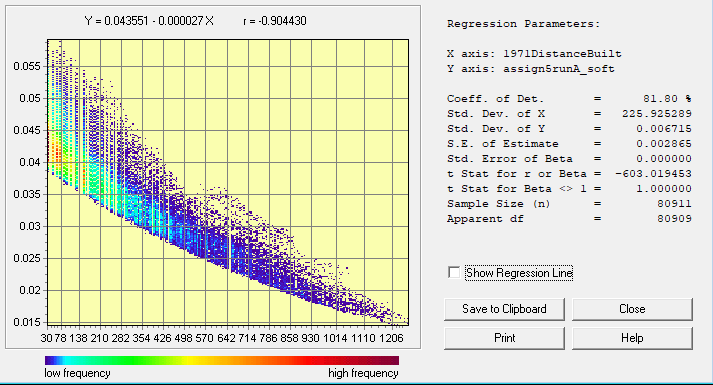 Y = 0.043551 - 0.000027 X r = -0.904430
0.055
0.05
0.045
0.04
0.035
0.03
0.025
0.02
0.015
30 78 138 210 282 354 426 498 570 642 714 786 858 930 1014 1110 1206
low frequency high frequency
Regression Parameters:
X axis: 1971DistanceBuilt
Y axis: assign5runA_soft
Coeff. of Det. = 81.80 %
Std. Dev. of X = 225.925289
Std. Dev. of Y = 0.006715
S.E. of Estimate = 0.002865
Std. Error of Beta = 0.000000
t Stat for r or Beta = -603.019453
t Stat for Beta <> 1 = 1.000000
Sample Size (n) = 80911
Apparent df = 80909
Show Regression Line
Save to Clipboard Close
Print Help